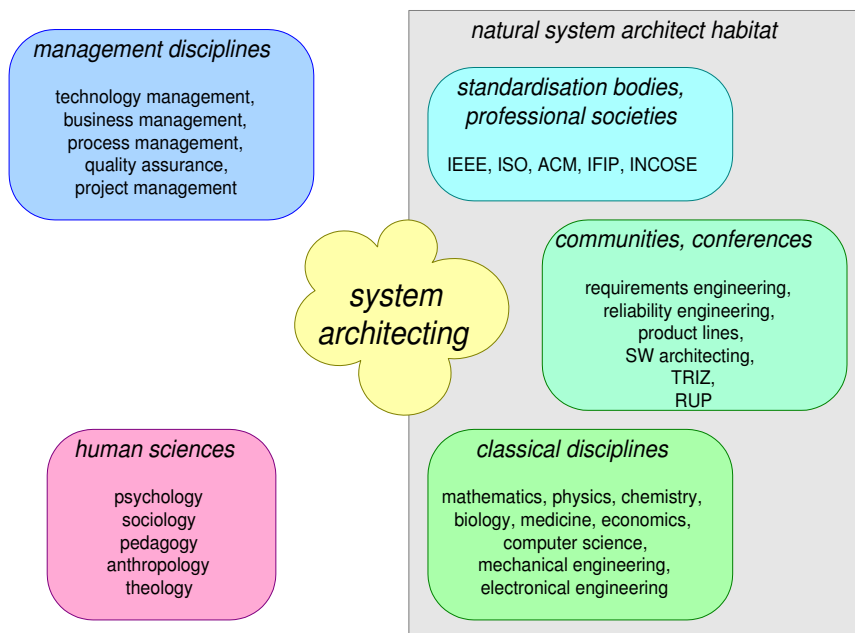 management disciplines
technology management,
business management,
process management,
quality assurance,
project management
natural system architect habitat
standardisation bodies,
professional societies
IEEE, ISO, ACM, IFIP, INCOSE
communities, conferences
requirements engineering,
reliability engineering,
product lines,
SW architecting,
TRIZ,
RUP
system
architecting
human sciences
psychology
sociology
pedagogy
anthropology
theology
classical disciplines
mathematics, physics, chemistry,
biology, medicine, economics,
computer science,
mechanical engineering,
electronical engineering